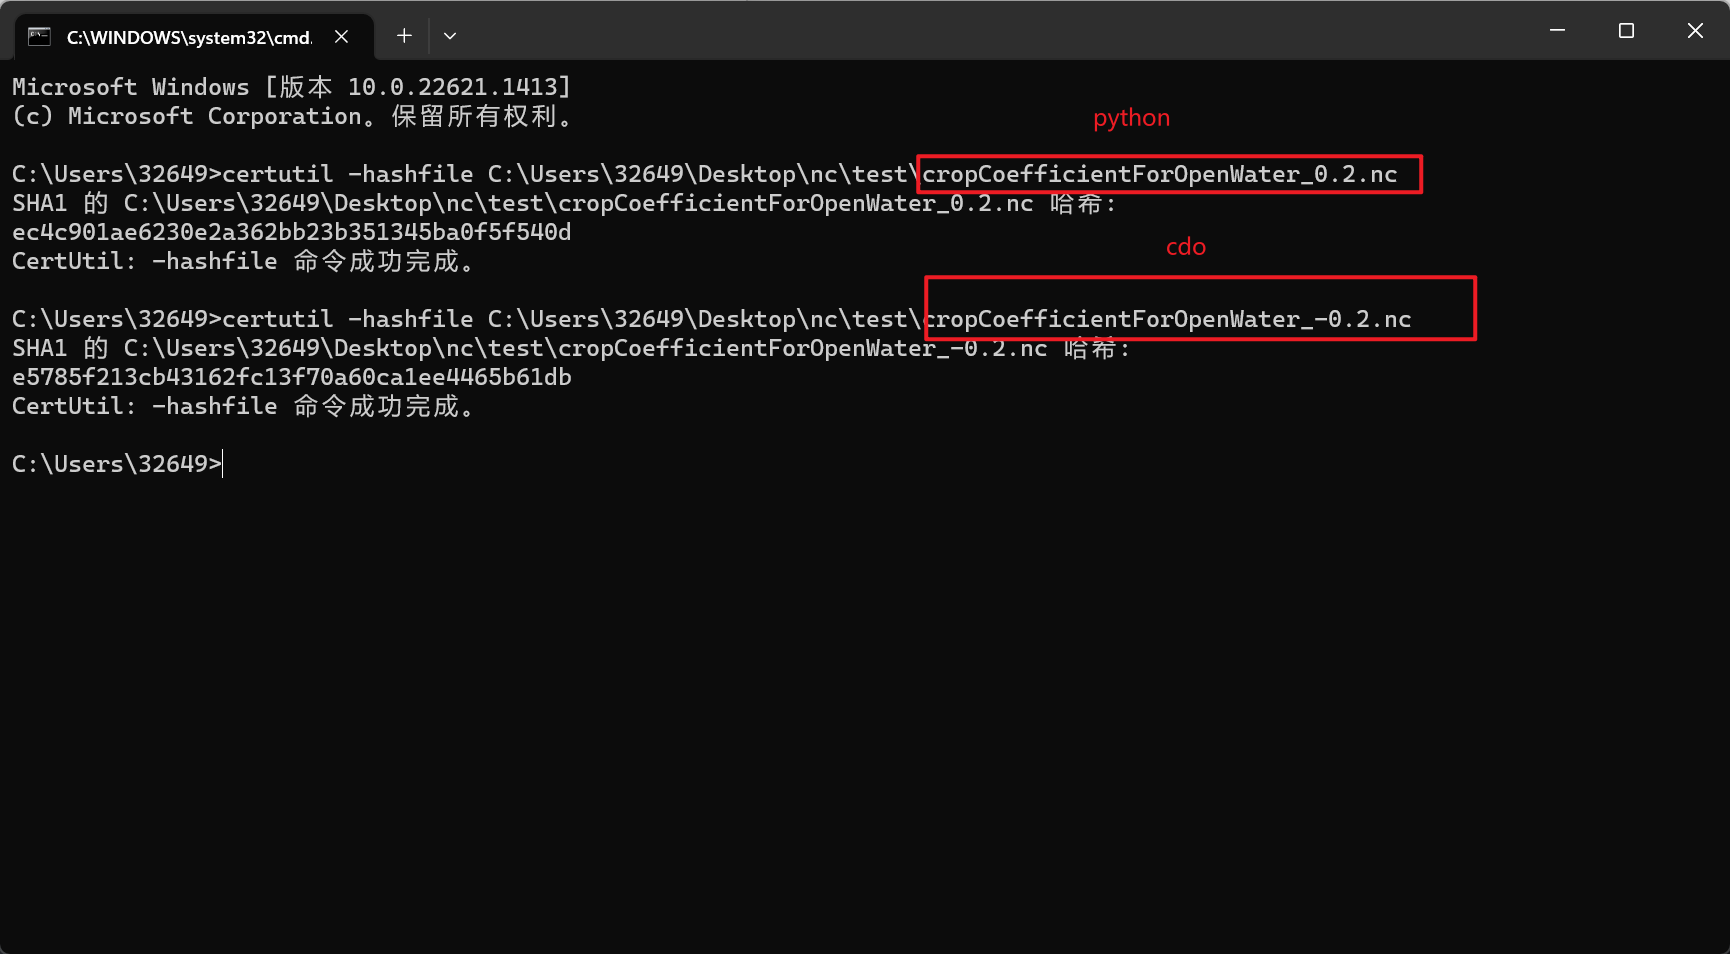 C:\WINDOWS\system32\cmd.
Microsoft Windows [版本 10.0.22621.1413]
(c) Microsoft Corporation。保留所有权利。
python
C:\Users\32649>certutil -hashfile C:\Users\32649\Desktop\nc\test\cropCoefficientForOpenWater_0.2.nc
SHA1 的 C:\Users\32649\Desktop\nc\test\cropCoefficientForOpenWater_0.2.nc 哈希:
ec4c901ae6230e2a362bb23b351345ba0f5f540d
cdo
CertUtil: -hashfile 命令成功完成。
C:\Users\32649>certutil -hashfile C:\Users\32649\Desktop\nc\test\cropCoefficientForOpenWater_-0.2.nc
SHA1 的 C:\Users\32649\Desktop\nc\test\cropCoefficientForOpenWater_-0.2.nc 哈希:
e5785f213cb43162fc13f70a60ca1ee4465b61db
CertUtil: -hashfile 命令成功完成。
C:\Users\32649>